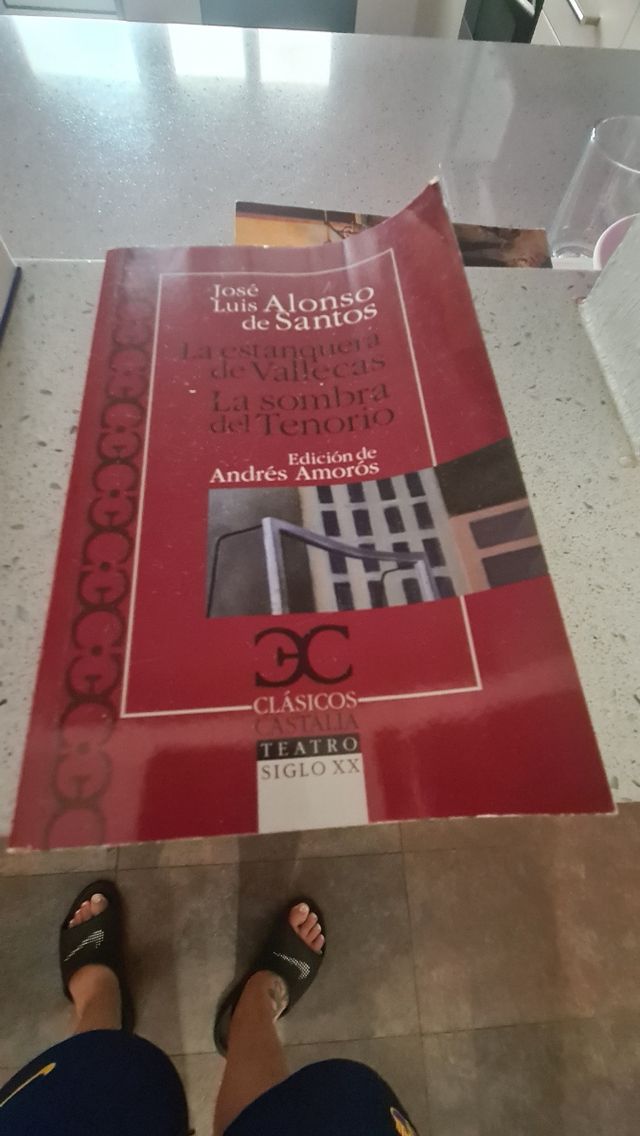 José
Luis Alonso
de Santos
La estanquera
de Vallecas
La sombra
del Tenorio
Edición de
Andrés Amorós
CLÁSICOS
CASTALIA
TEATRO
SIGLO XX